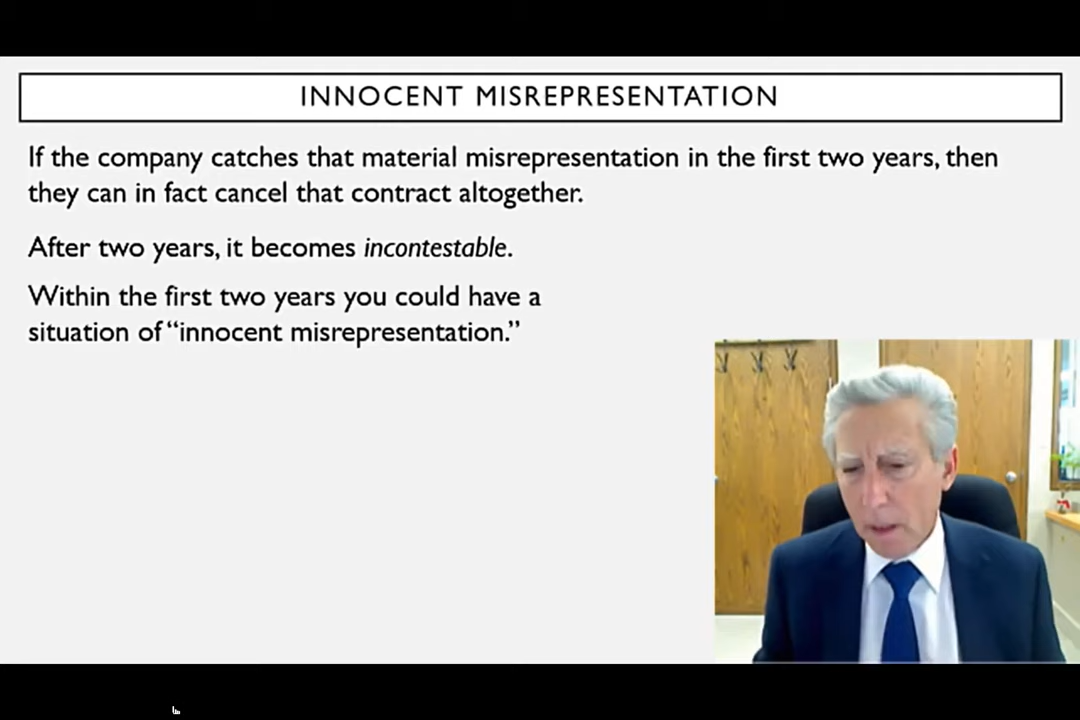 INNOCENT MISREPRESENTATION
If the company catches that material misrepresentation in the first two years, then
they can in fact cancel that contract altogether.
After two years, it becomes incontestable.
Within the first two years you could have a
situation of “innocent misrepresentation.”